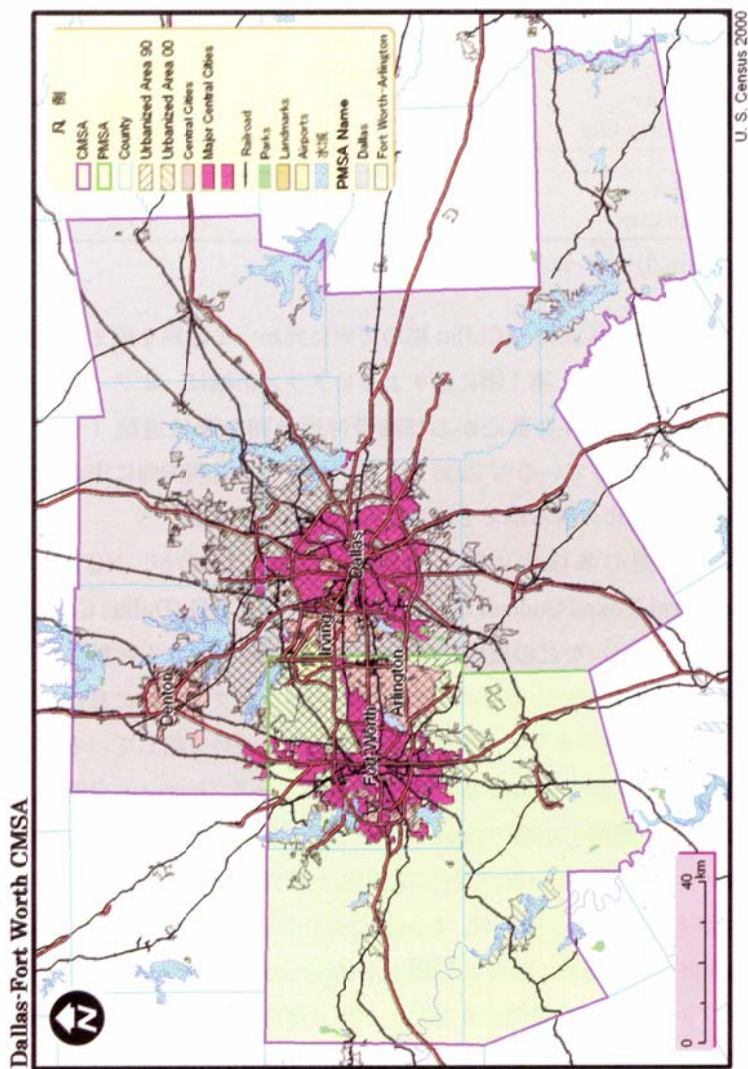 Dallas-Fort Worth CMSA
N
凡 例
CMSA
PMSA
County
Urbanized Area 90
Urbanized Area 00
Central Cities
Major Central Cities
Railroad
Parks
Landmarks
Airports
水域
PMSA Name
Dallas
Fort Worth-Arlington
Denton
Irving
Dallas
Fort Worth
Arlington
0 40
km
U. S. Census 2000